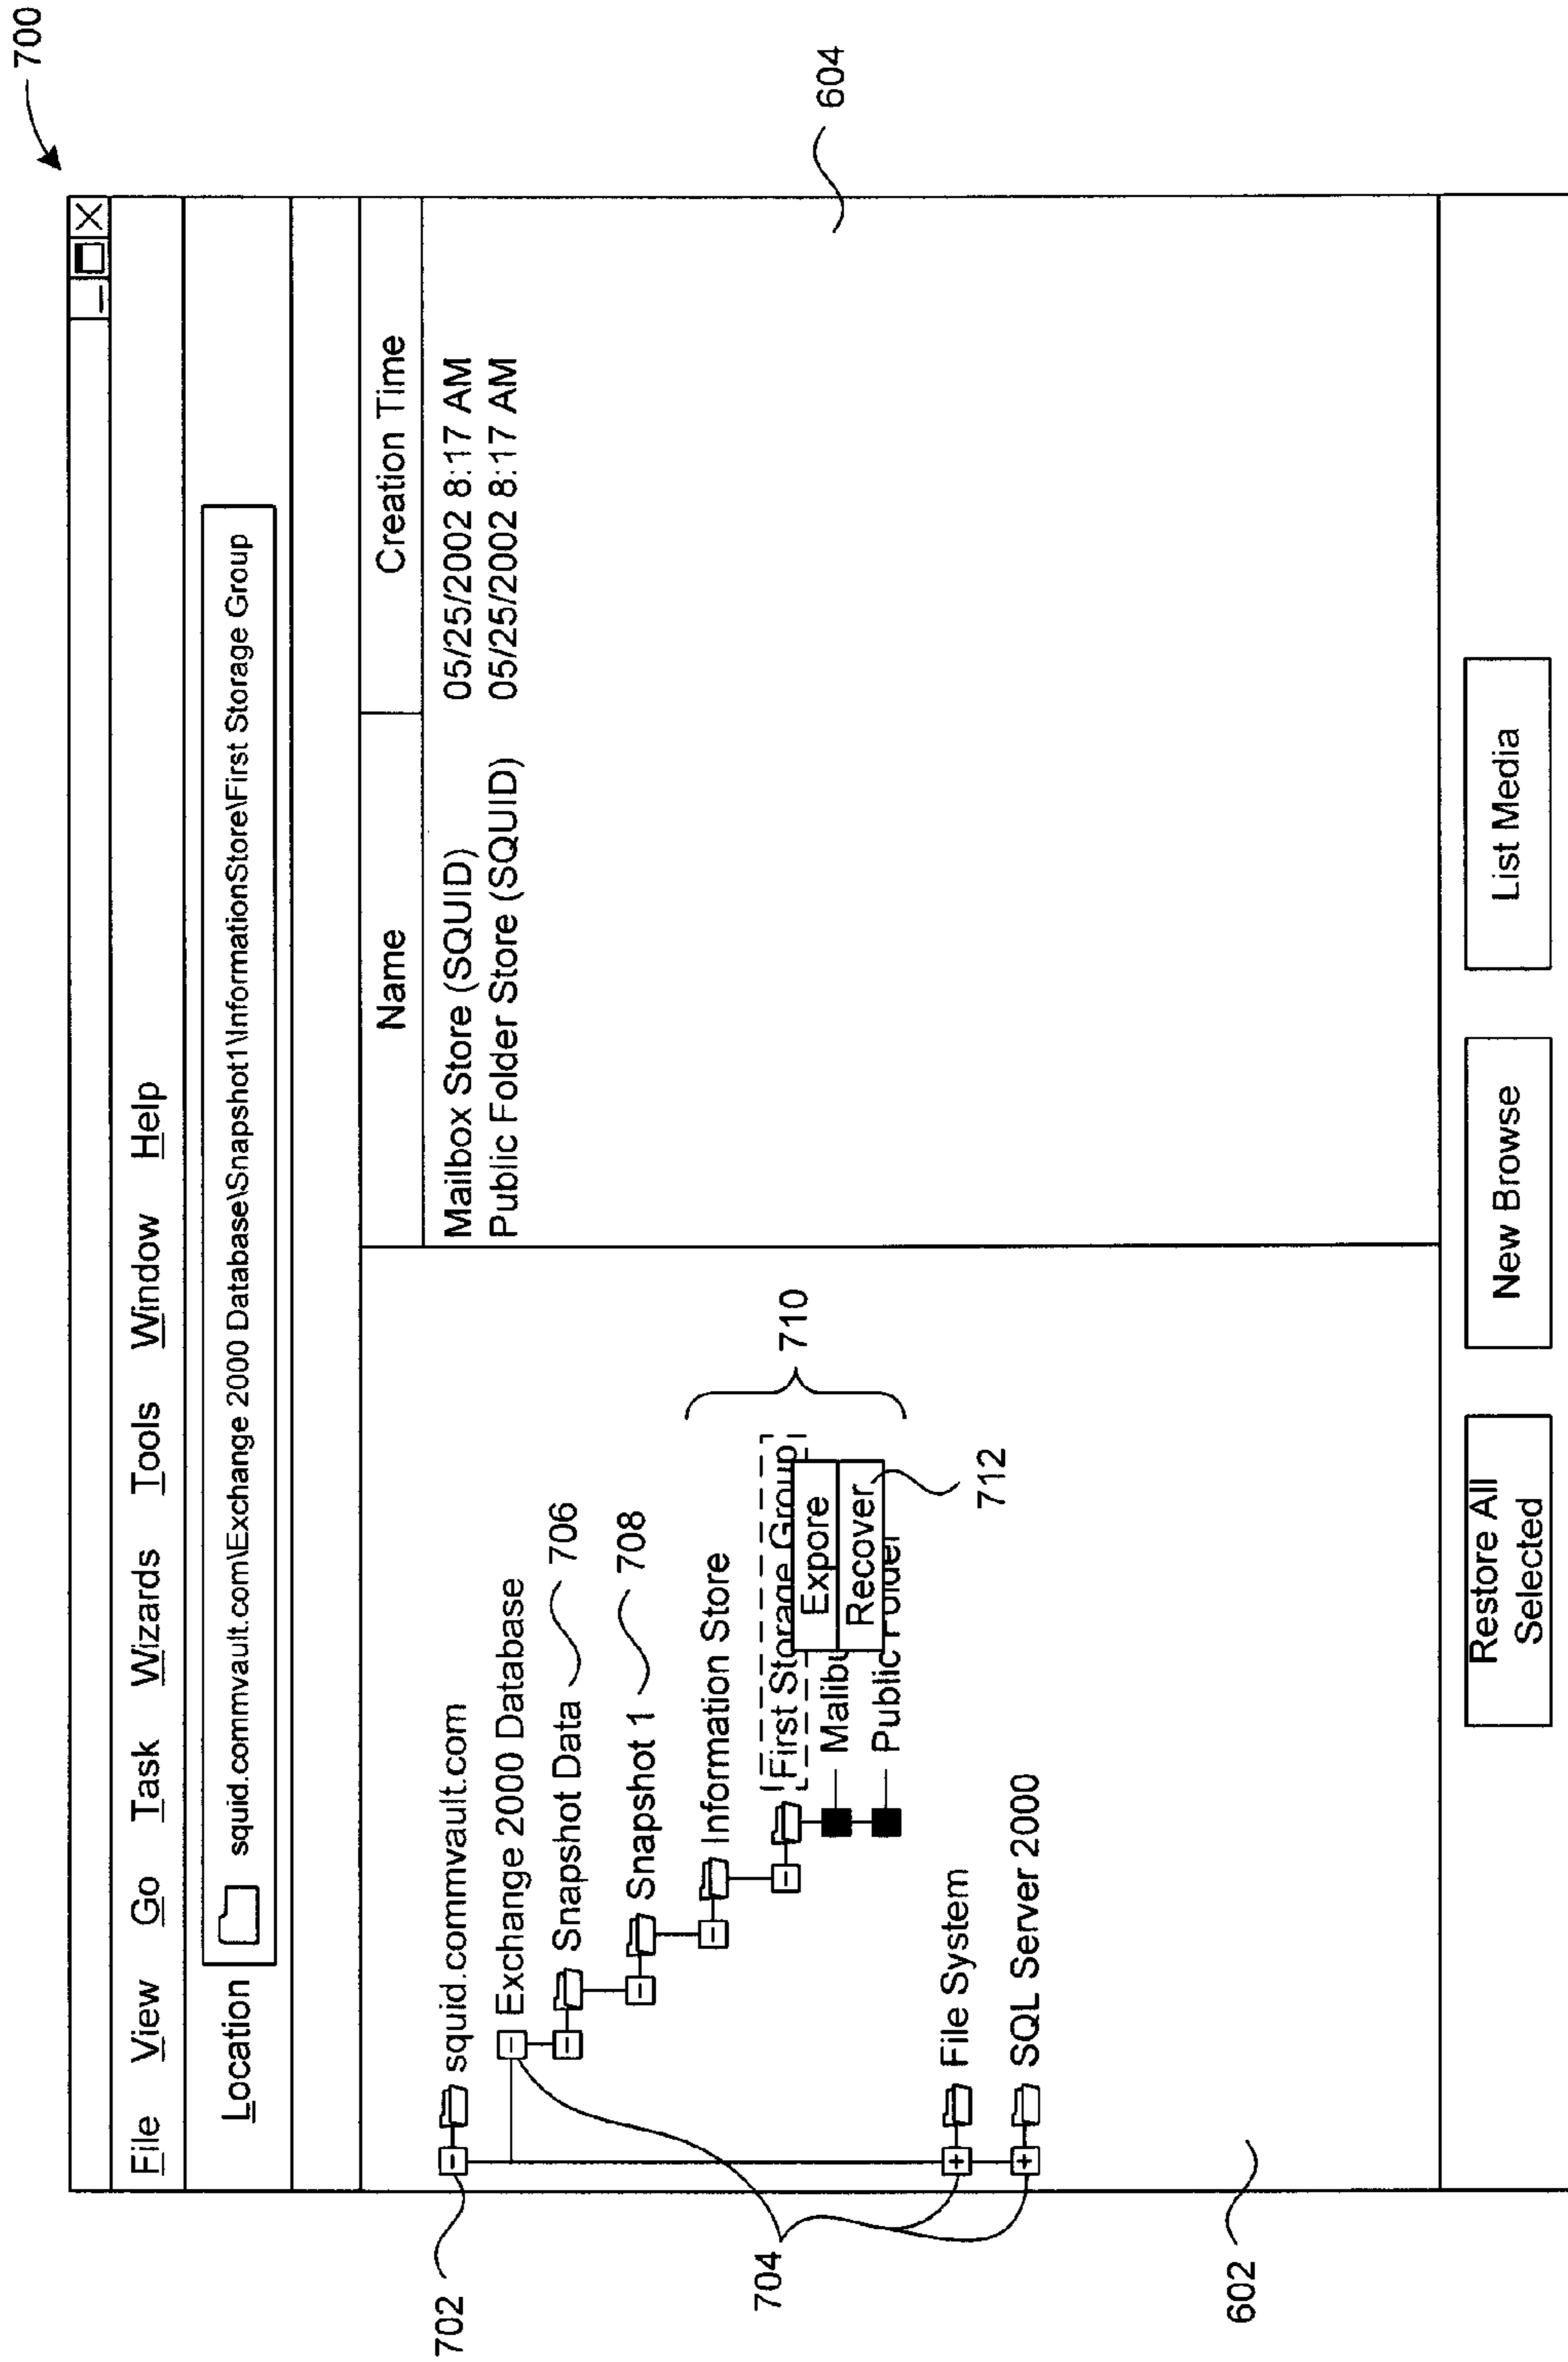 700
File View Go Task Wizards Tools Window Help
Location squid.commvault.com\Exchange 2000 Database\Snapshot1\InformationStore\First Storage Group
Name Creation Time
702
squid.commvault.com
Mailbox Store (SQUID) 05/25/2002 8:17 AM
Exchange 2000 Database
Public Folder Store (SQUID) 05/25/2002 8:17 AM
Snapshot Data 706
Snapshot 1 708
Information Store
704
First Storage Group 710
604
Expore
Recover
Public Folder
712
File System
SQL Server 2000
602
Restore All
Selected
New Browse
List Media